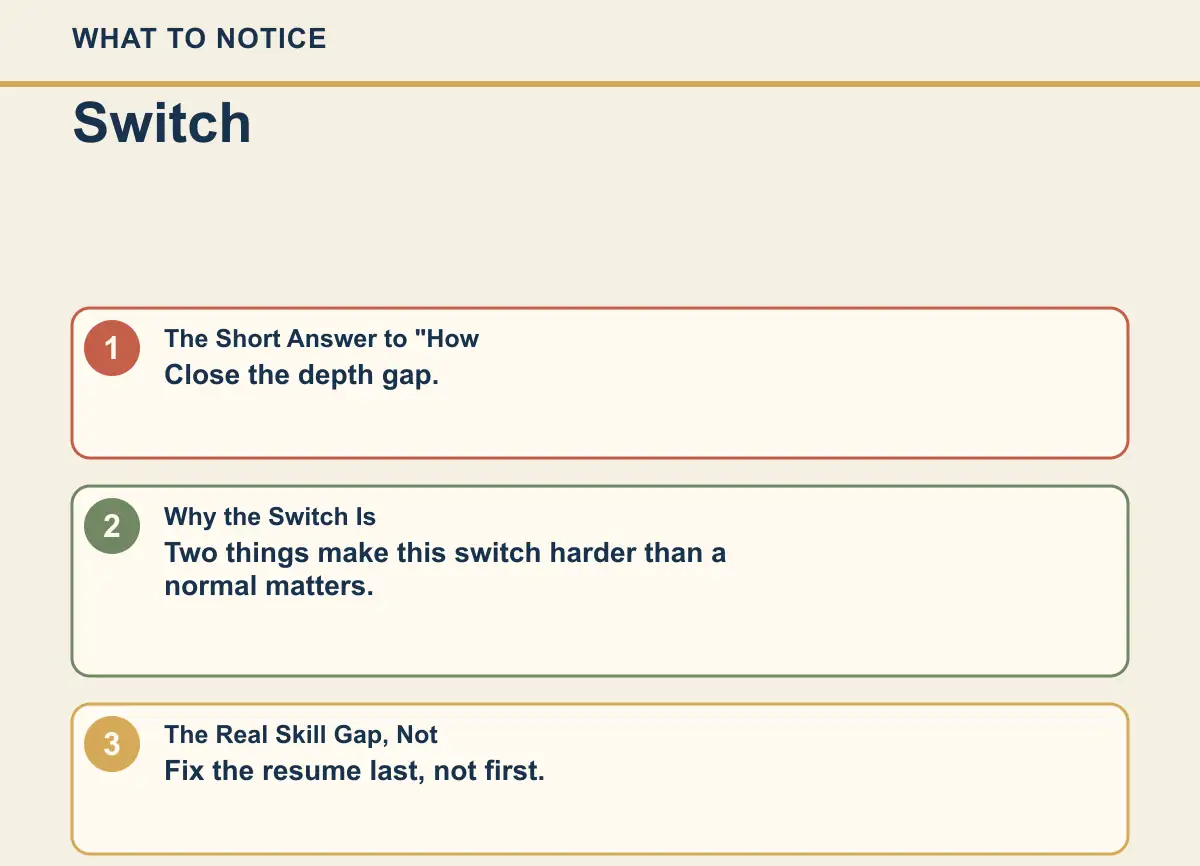 WHAT TO NOTICE
Switch
1
The Short Answer to "How
Close the depth gap.
2
Why the Switch Is
Two things make this switch harder than a
normal matters.
3
The Real Skill Gap, Not
Fix the resume last, not first.